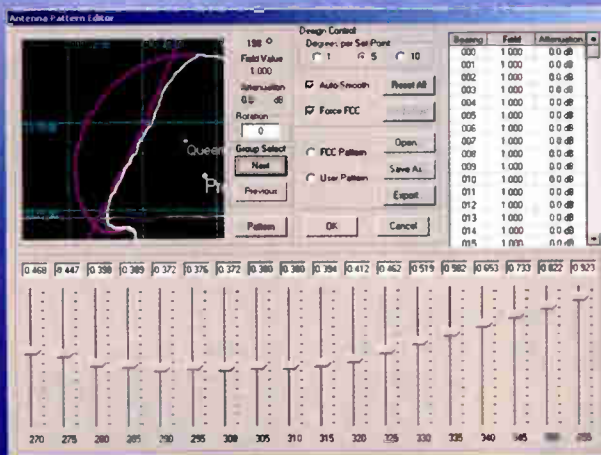 Antenna Pattern Editor
Queen
Pr
198 °
Field Value
1.000
Attenuation
0.0 dB
Rotation
0
Group Select
Next
Previous
Pattern
Design Control
Degrees per Set Point
1 5 10
Auto Smooth
Force FCC
Reset All
FCC Pattern
User Pattern
Open
Save As
Export
OK
Cancel
Bearing Field Attenuation
000 1.000 0.0 dB
001 1.000 0.0 dB
002 1.000 0.0 dB
003 1.000 0.0 dB
004 1.000 0.0 dB
005 1.000 0.0 dB
006 1.000 0.0 dB
007 1.000 0.0 dB
008 1.000 0.0 dB
009 1.000 0.0 dB
010 1.000 0.0 dB
011 1.000 0.0 dB
012 1.000 0.0 dB
013 1.000 0.0 dB
014 1.000 0.0 dB
015 1.000 0.0 dB
0.468 0.447 0.398 0.389 0.372 0.376 0.372 0.380 0.380 0.394 0.412 0.462 0.519 0.582 0.653 0.733 0.822 0.923
270 275 280 285 290 295 300 305 310 315 320 325 330 335 340 345 355